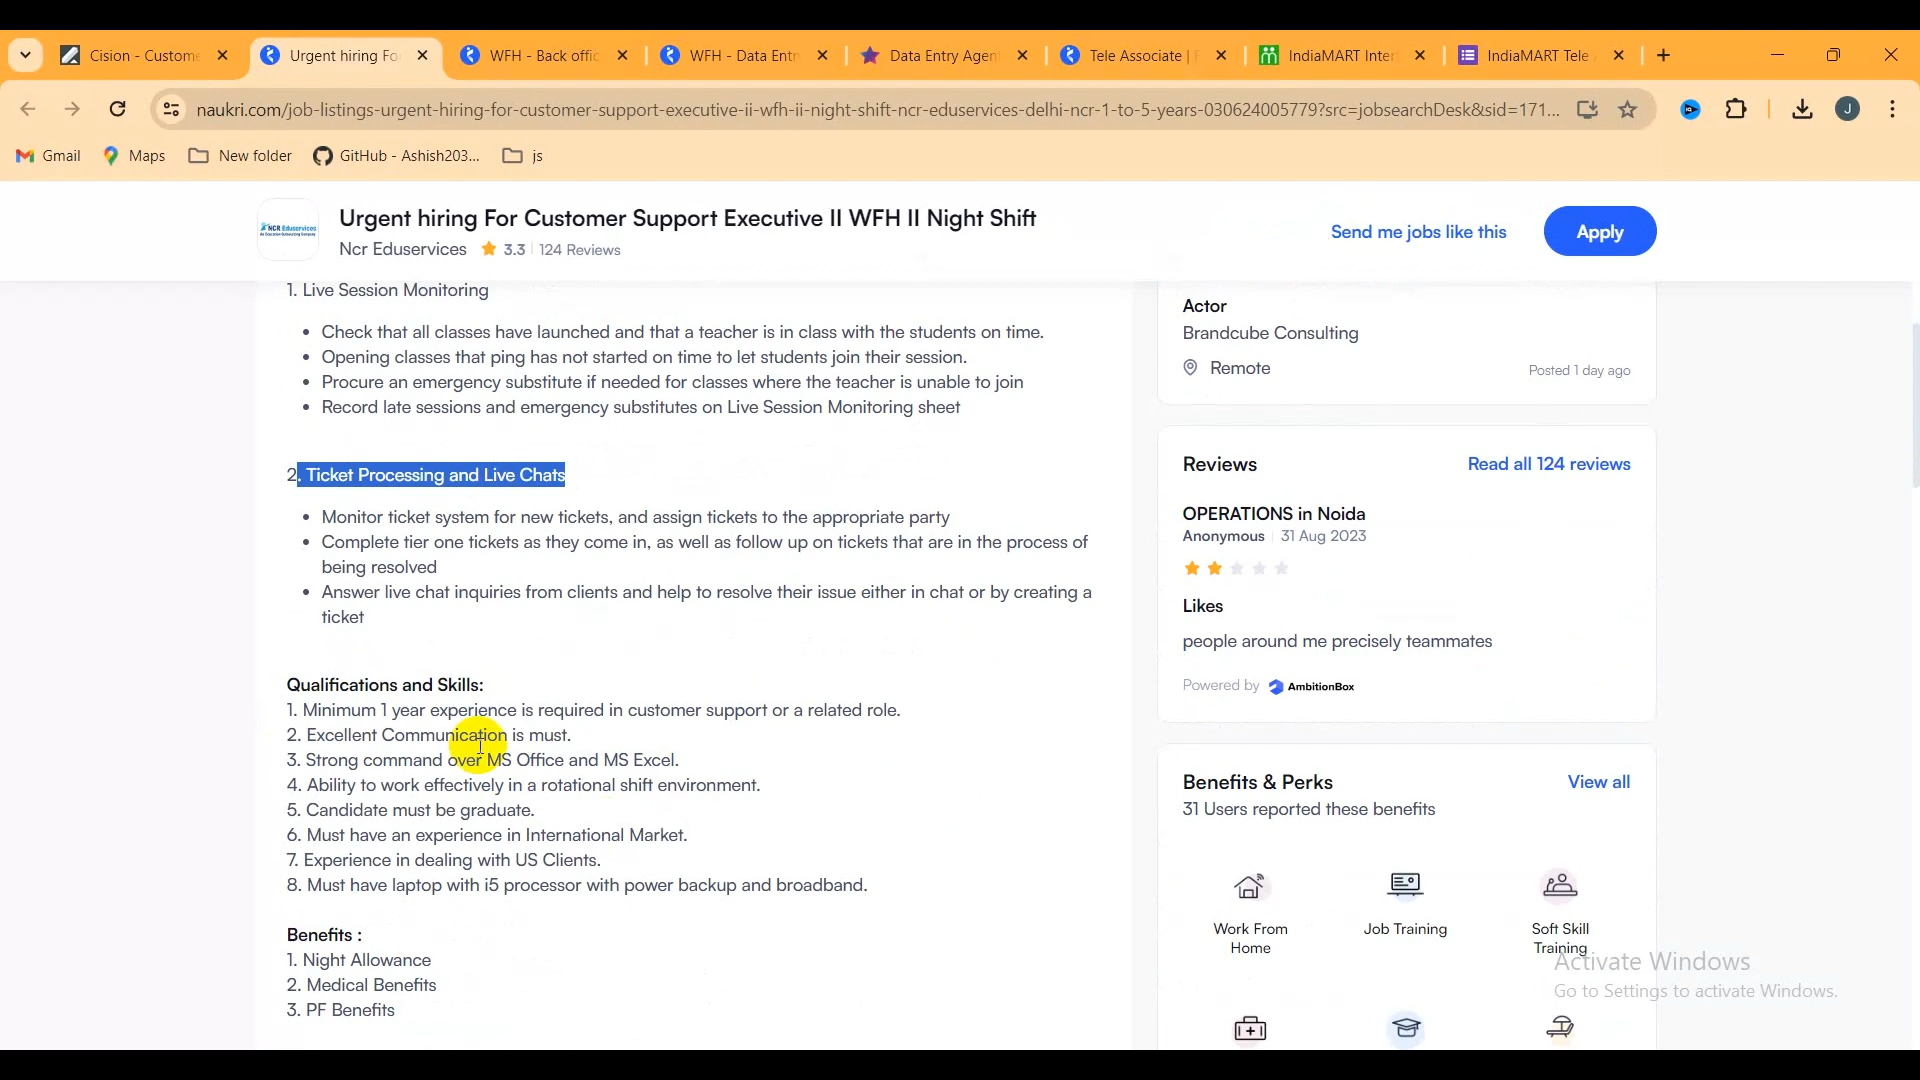 Cision - Custome
Urgent hiring Fo
WFH - Back offic
WFH - Data Entr
Data Entry Agen
Tele Associate | F
IndiaMART Inter
IndiaMART Tele
naukri.com/job-listings-urgent-hiring-for-customer-support-executive-ii-wfh-ii-night-shift-ncr-eduservices-delhi-ncr-1-to-5-years-030624005779?src=jobsearchDesk&sid=171...
J
Gmail
Maps
New folder
GitHub - Ashish203...
js
NCR Eduservices
Urgent hiring For Customer Support Executive II WFH II Night Shift
Ncr Eduservices 3.3 124 Reviews
Send me jobs like this
Apply
1. Live Session Monitoring
• Check that all classes have launched and that a teacher is in class with the students on time.
• Opening classes that ping has not started on time to let students join their session.
• Procure an emergency substitute if needed for classes where the teacher is unable to join
• Record late sessions and emergency substitutes on Live Session Monitoring sheet
2. Ticket Processing and Live Chats
• Monitor ticket system for new tickets, and assign tickets to the appropriate party
• Complete tier one tickets as they come in, as well as follow up on tickets that are in the process of
being resolved
• Answer live chat inquiries from clients and help to resolve their issue either in chat or by creating a
ticket
Qualifications and Skills:
1. Minimum 1 year experience is required in customer support or a related role.
2. Excellent Communication is must.
3. Strong command over MS Office and MS Excel.
4. Ability to work effectively in a rotational shift environment.
5. Candidate must be graduate.
6. Must have an experience in International Market.
7. Experience in dealing with US Clients.
8. Must have laptop with i5 processor with power backup and broadband.
Benefits :
1. Night Allowance
2. Medical Benefits
3. PF Benefits
Actor
Brandcube Consulting
Remote
Posted 1 day ago
Reviews
Read all 124 reviews
OPERATIONS in Noida
Anonymous 31 Aug 2023
Likes
people around me precisely teammates
Powered by AmbitionBox
Benefits & Perks
View all
31 Users reported these benefits
Work From
Home
Job Training
Soft Skill
Training
Activate Windows
Go to Settings to activate Windows.